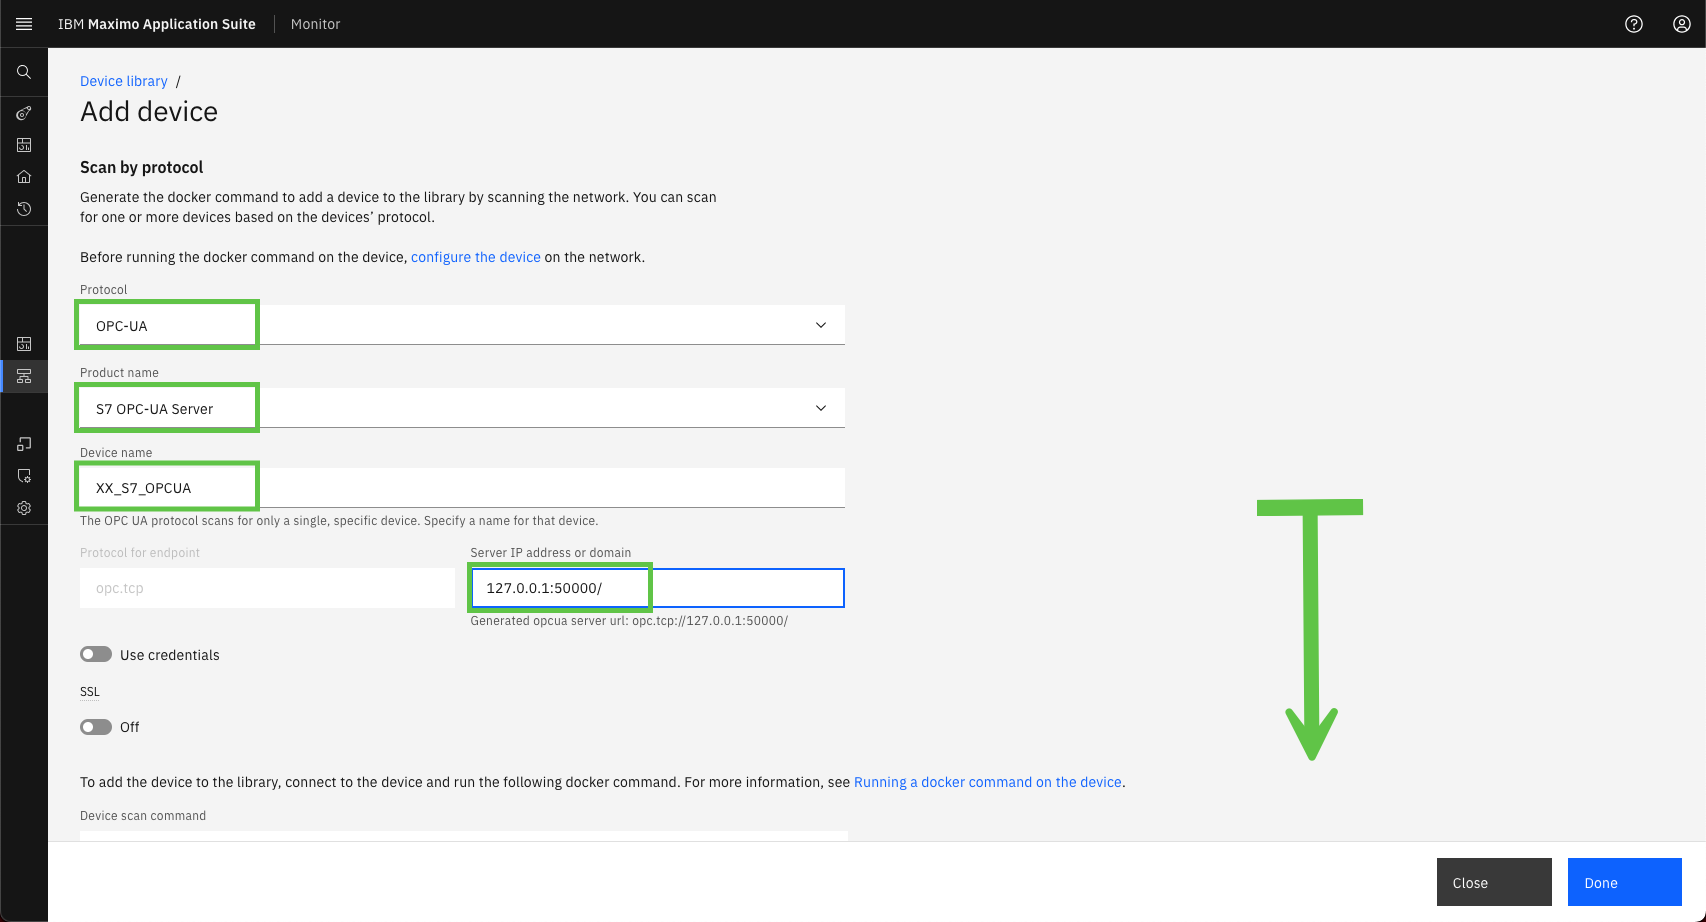 IBM Maximo Application Suite | Monitor
Device library /
Add device
Scan by protocol
Generate the docker command to add a device to the library by scanning the network. You can scan
for one or more devices based on the devices’ protocol.
Before running the docker command on the device, configure the device on the network.
Protocol
OPC-UA
Product name
S7 OPC-UA Server
Device name
XX_S7_OPCUA
The OPC UA protocol scans for only a single, specific device. Specify a name for that device.
Protocol for endpoint
opc.tcp
Server IP address or domain
127.0.0.1:50000/
Generated opcua server url: opc.tcp://127.0.0.1:50000/
Use credentials
SSL
Off
To add the device to the library, connect to the device and run the following docker command. For more information, see Running a docker command on the device.
Device scan command
Close
Done